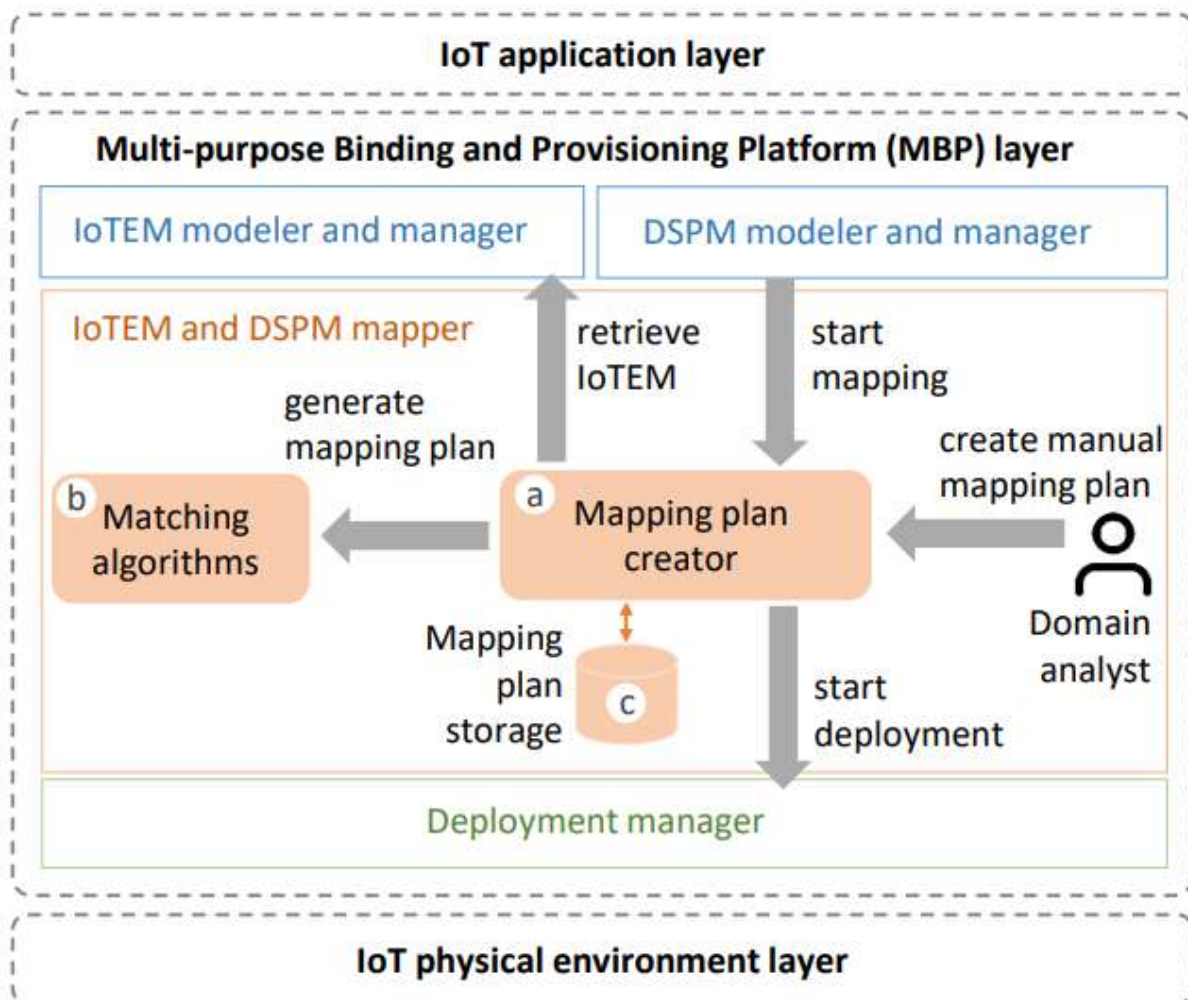 IoT application layer
Multi-purpose Binding and Provisioning Platform (MBP) layer
IoTEM modeler and manager
DSPM modeler and manager
IoTEM and DSPM mapper
retrieve
IoTEM
start
mapping
generate
mapping plan
create manual
mapping plan
b
Matching
algorithms
a
Mapping plan
creator
Domain
analyst
Mapping
plan
storage
c
start
deployment
Deployment manager
IoT physical environment layer